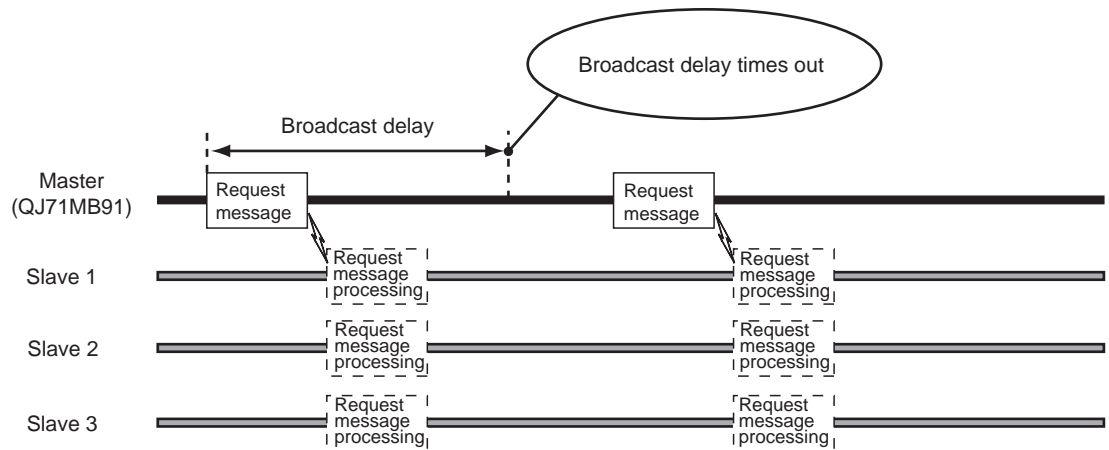 Broadcast delay times out
Broadcast delay
Master
(QJ71MB91)
Request
message
Request
message
Slave 1
Request
message
processing
Request
message
processing
Slave 2
Request
message
processing
Request
message
processing
Slave 3
Request
message
processing
Request
message
processing